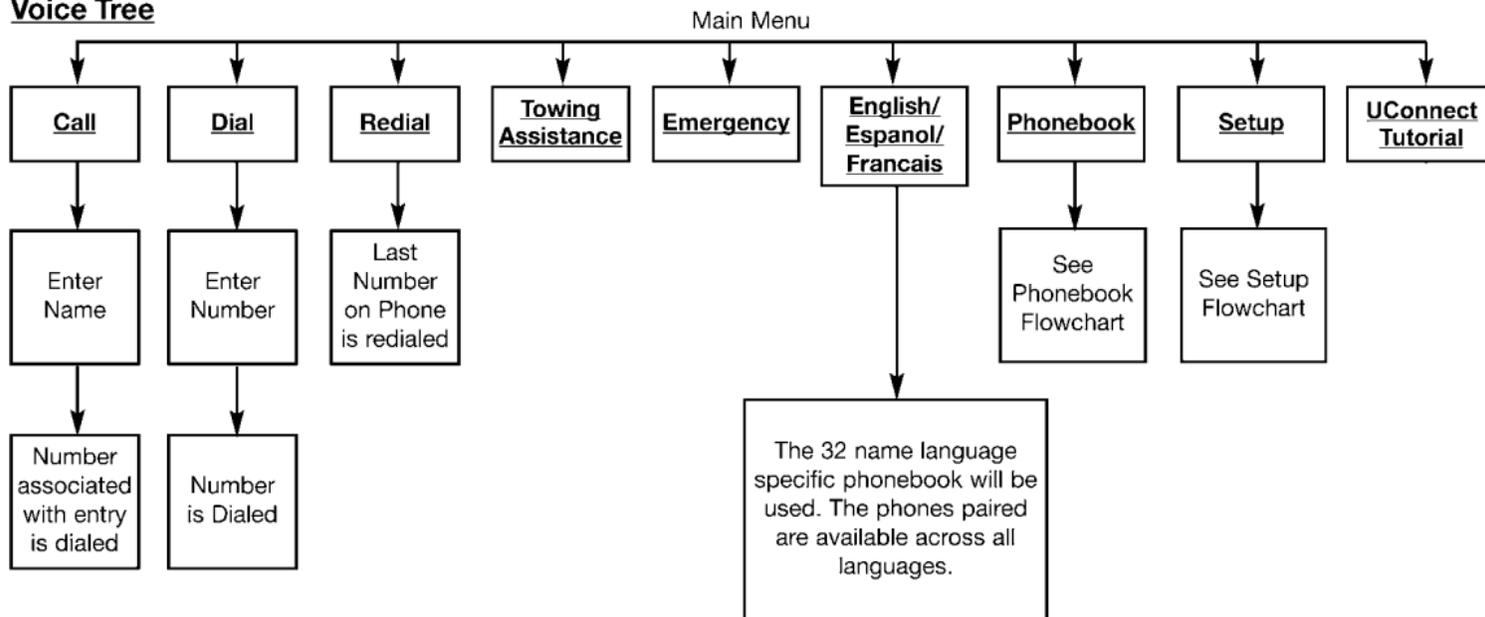 Voice Tree
Main Menu
Call
Dial
Redial
Towing
Assistance
Emergency
English/
Espanol/
Francais
Phonebook
Setup
UConnect
Tutorial
Enter
Name
Enter
Number
Last
Number
on Phone
is redialed
See
Phonebook
Flowchart
See Setup
Flowchart
Number
associated
with entry
is dialed
Number
is Dialed
The 32 name language
specific phonebook will be
used. The phones paired
are available across all
languages.